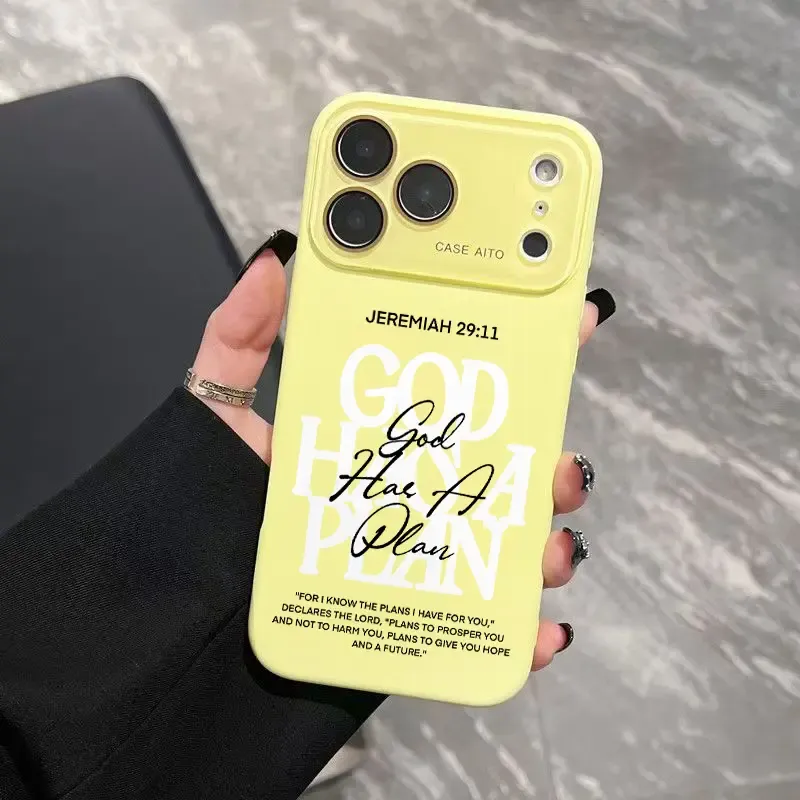 CASE AITO
JEREMIAH 29:11
GOD
HAS A
PLAN
God
Has A
Plan
"FOR I KNOW THE PLANS I HAVE FOR YOU,"
DECLARES THE LORD, "PLANS TO PROSPER YOU
AND NOT TO HARM YOU, PLANS TO GIVE YOU HOPE
AND A FUTURE."